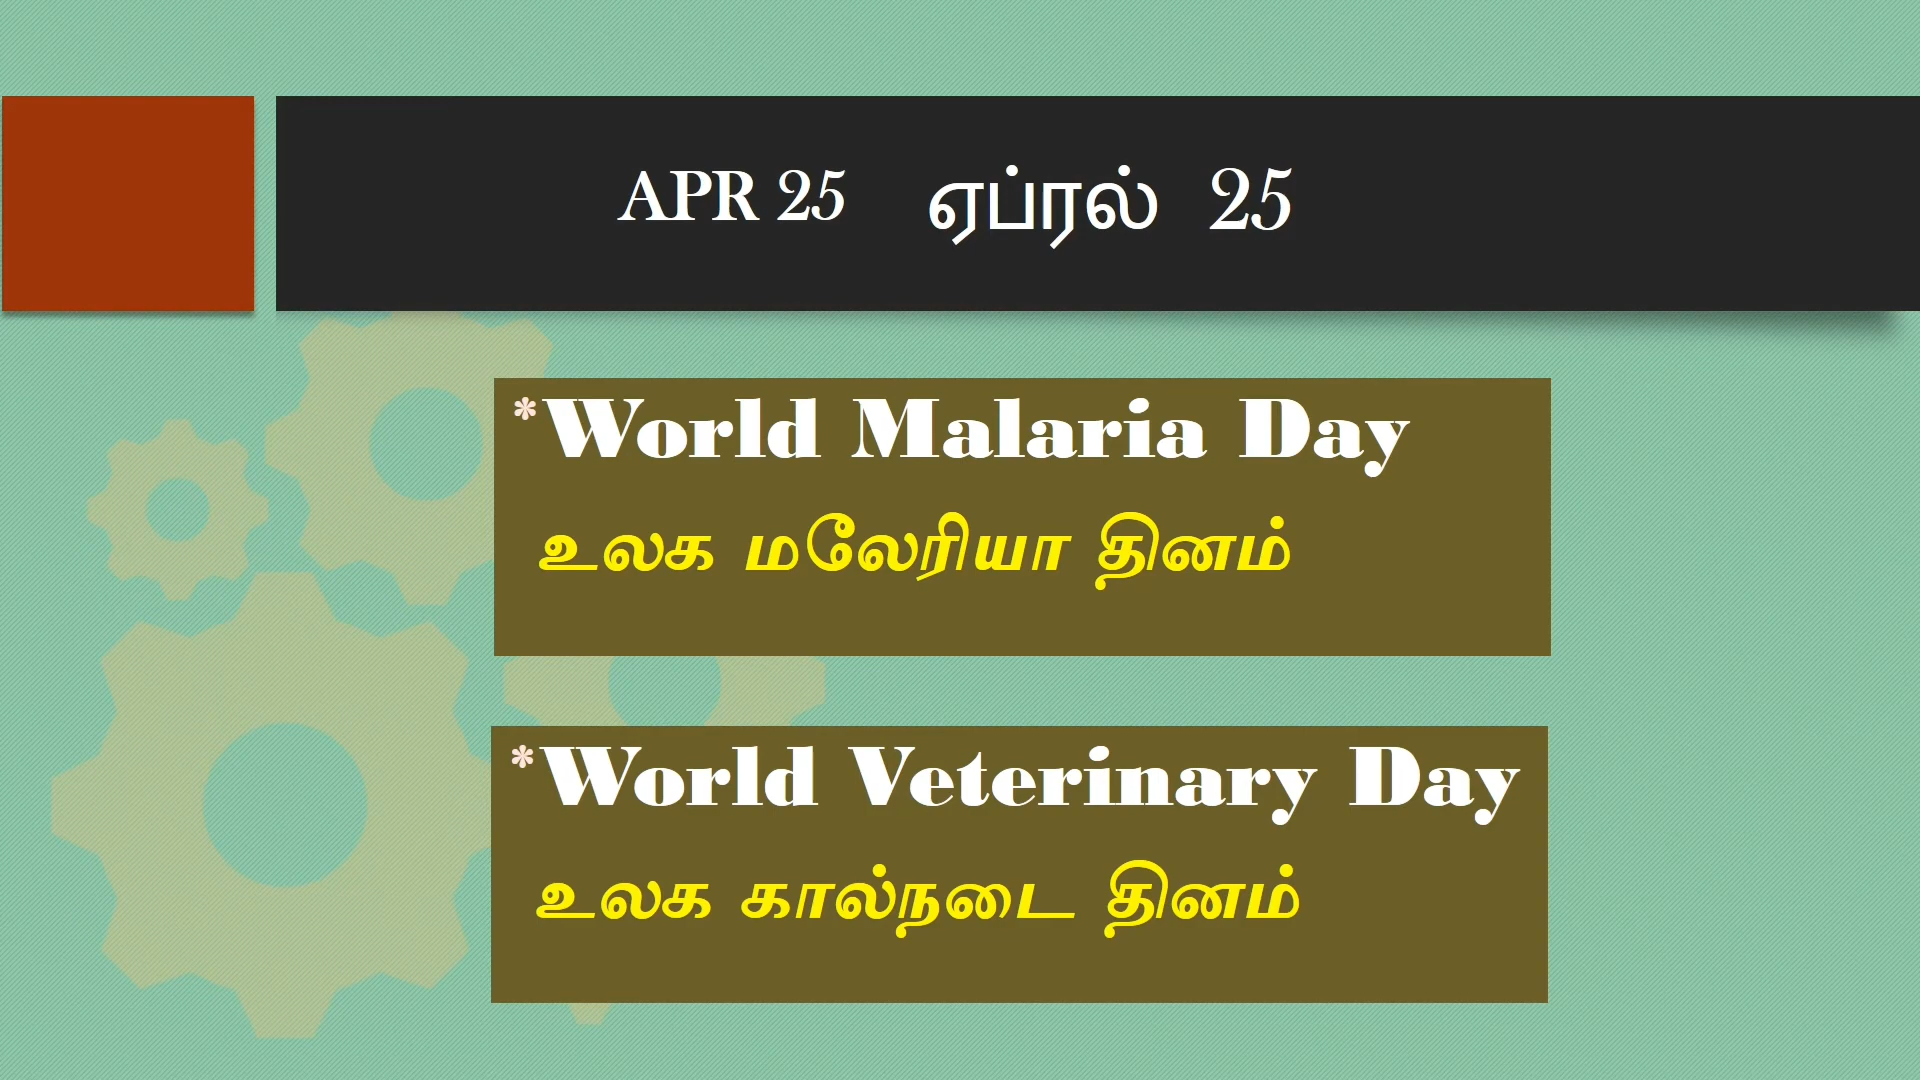 APR 25 ஏப்ரல் 25
*World Malaria Day
உலக மலேரியா தினம்
*World Veterinary Day
உலக கால்நடை தினம்